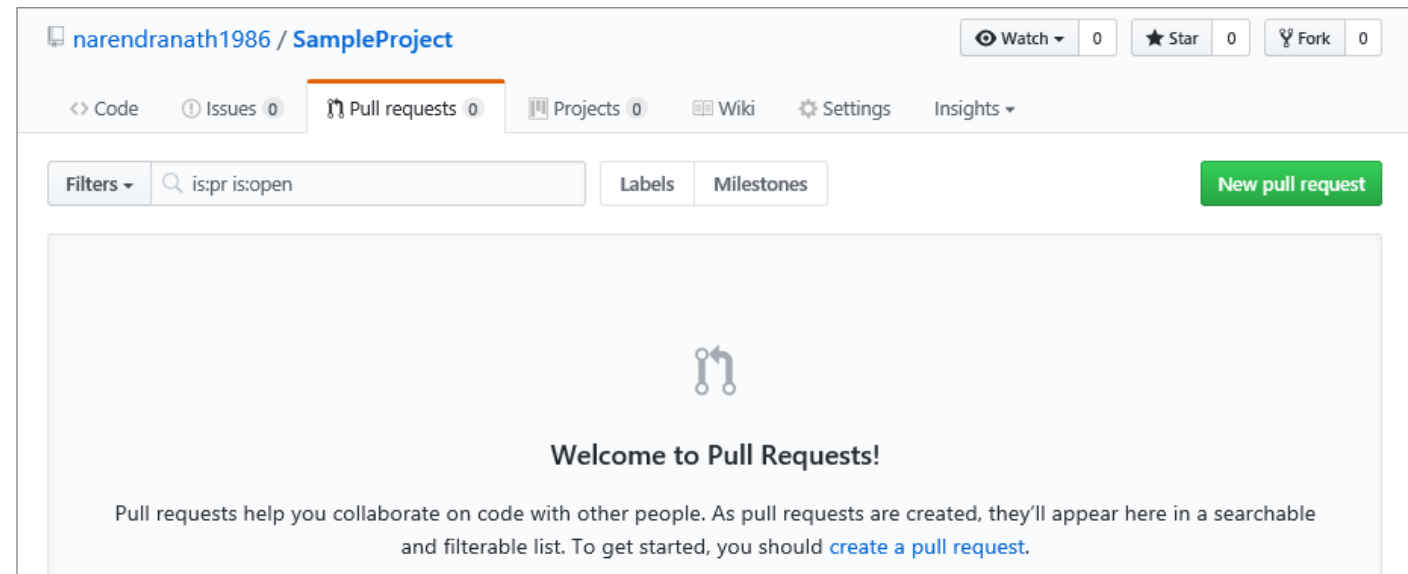 narendranath1986 / SampleProject Watch 0 Star 0 Fork 0
Code Issues 0 Pull requests 0 Projects 0 Wiki Settings Insights
Filters is:pr is:open Labels Milestones New pull request
Welcome to Pull Requests!
Pull requests help you collaborate on code with other people. As pull requests are created, they’ll appear here in a searchable
and filterable list. To get started, you should create a pull request.